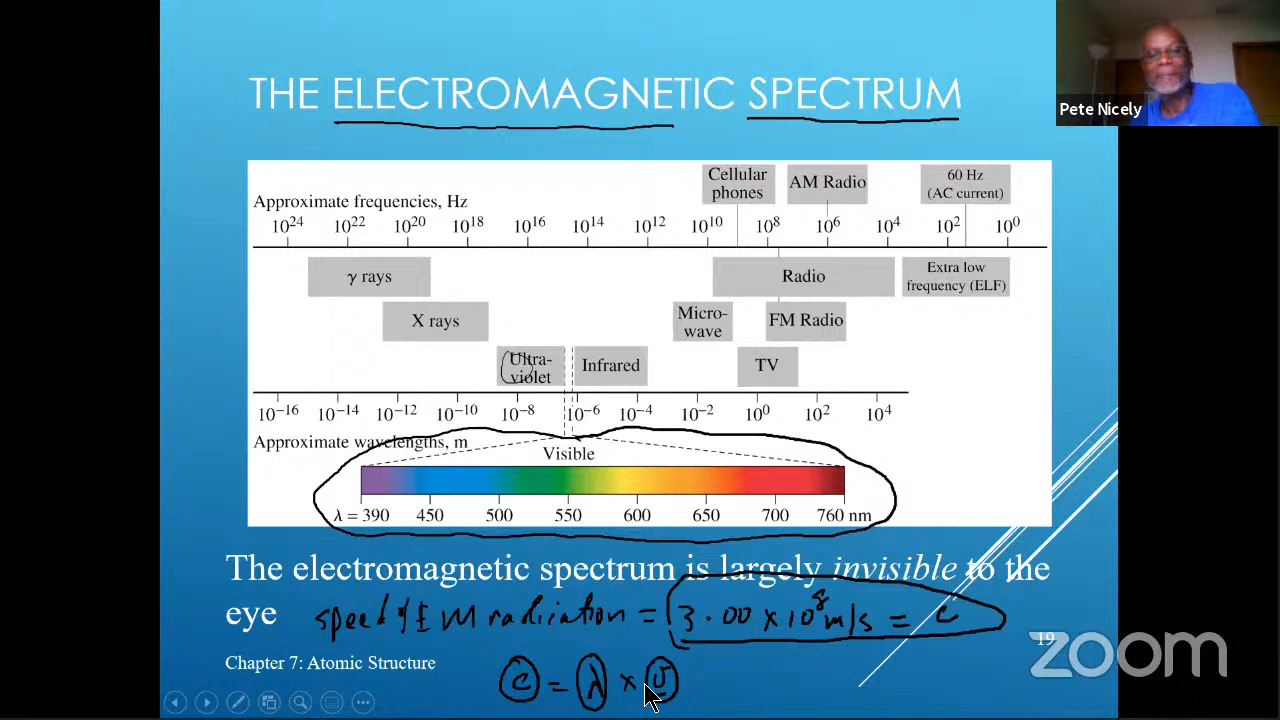 THE ELECTROMAGNETIC SPECTRUM
Pete Nicely
Cellular phones
AM Radio
60 Hz (AC current)
Approximate frequencies, Hz
10²⁴ 10²² 10²⁰ 10¹⁸ 10¹⁶ 10¹⁴ 10¹² 10¹⁰ 10⁸ 10⁶ 10⁴ 10² 10⁰
γ rays
Radio
Extra low frequency (ELF)
X rays
Micro-
wave
FM Radio
Ultra-
violet
Infrared
TV
10⁻¹⁶ 10⁻¹⁴ 10⁻¹² 10⁻¹⁰ 10⁻⁸ 10⁻⁶ 10⁻⁴ 10⁻² 10⁰ 10² 10⁴
Approximate wavelengths, m
Visible
λ = 390 450 500 550 600 650 700 760 nm
The electromagnetic spectrum is largely invisible to the
eye
speed of EM radiation = 3.00 x 10⁸ m/s = c
19
Chapter 7: Atomic Structure
zoom
c = λ x ν